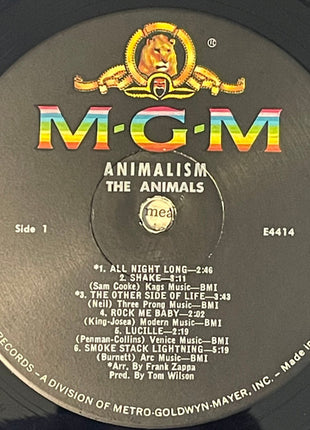 ®
M·G·M
ANIMALISM
THE ANIMALS
Side 1
mea
E4414
*1. ALL NIGHT LONG—2:46
2. SHAKE—3:11
(Sam Cooke) Kags Music—BMI
*3. THE OTHER SIDE OF LIFE—3:43
(Neil) Three Prong Music—BMI
4. ROCK ME BABY—2:02
(King-Josea) Modern Music—BMI
5. LUCILLE—2:19
(Penman-Collins) Venice Music—BMI
6. SMOKE STACK LIGHTNING—5:19
(Burnett) Arc Music—BMI
*Arr. By Frank Zappa
Prod. By Tom Wilson
RECORDS—A DIVISION OF METRO-GOLDWYN-MAYER, INC.—Made in